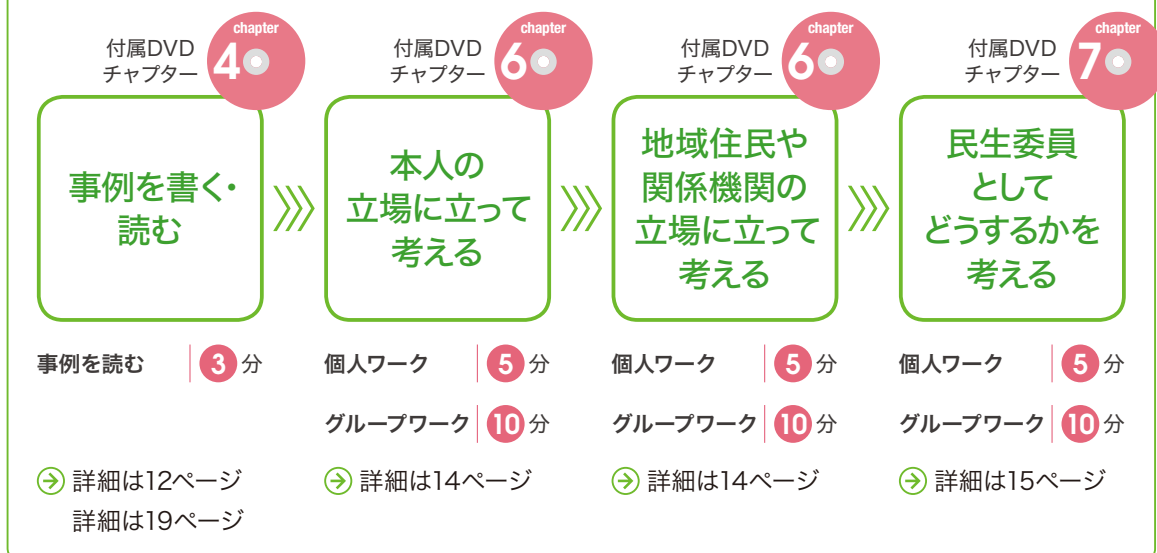 付属DVD
チャプター
chapter
4
事例を書く・
読む
事例を読む 3 分
詳細は12ページ
詳細は19ページ
付属DVD
チャプター
chapter
6
本人の
立場に立って
考える
個人ワーク 5 分
グループワーク 10 分
詳細は14ページ
付属DVD
チャプター
chapter
6
地域住民や
関係機関の
立場に立って
考える
個人ワーク 5 分
グループワーク 10 分
詳細は14ページ
付属DVD
チャプター
chapter
7
民生委員
として
どうするかを
考える
個人ワーク 5 分
グループワーク 10 分
詳細は15ページ